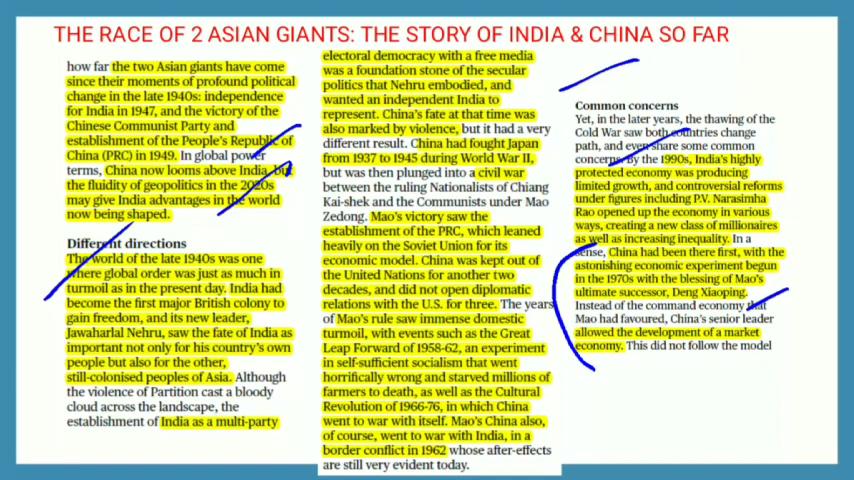 THE RACE OF 2 ASIAN GIANTS: THE STORY OF INDIA & CHINA SO FAR
how far the two Asian giants have come
since their moments of profound political
change in the late 1940s: independence
for India in 1947, and the victory of the
Chinese Communist Party and
establishment of the People's Republic of
China (PRC) in 1949. In global power
terms, China now looms above India, but
the fluidity of geopolitics in the 2020s
may give India advantages in the world
now being shaped.
Different directions
The world of the late 1940s was one
where global order was just as much in
turmoil as in the present day. India had
become the first major British colony to
gain freedom, and its new leader,
Jawaharlal Nehru, saw the fate of India as
important not only for his country's own
people but also for the other,
still-colonised peoples of Asia. Although
the violence of Partition cast a bloody
cloud across the landscape, the
establishment of India as a multi-party
electoral democracy with a free media
was a foundation stone of the secular
politics that Nehru embodied, and
wanted an independent India to
represent. China's fate at that time was
also marked by violence, but it had a very
different result. China had fought Japan
from 1937 to 1945 during World War II,
but was then plunged into a civil war
between the ruling Nationalists of Chiang
Kai-shek and the Communists under Mao
Zedong. Mao's victory saw the
establishment of the PRC, which leaned
heavily on the Soviet Union for its
economic model. China was kept out of
the United Nations for another two
decades, and did not open diplomatic
relations with the U.S. for three. The years
of Mao's rule saw immense domestic
turmoil, with events such as the Great
Leap Forward of 1958-62, an experiment
in self-sufficient socialism that went
horrifically wrong and starved millions of
farmers to death, as well as the Cultural
Revolution of 1966-76, in which China
went to war with itself. Mao's China also,
of course, went to war with India, in a
border conflict in 1962 whose after-effects
are still very evident today.
Common concerns
Yet, in the later years, the thawing of the
Cold War saw both countries change
path, and even share some common
concerns. By the 1990s, India's highly
protected economy was producing
limited growth, and controversial reforms
under figures including P.V. Narasimha
Rao opened up the economy in various
ways, creating a new class of millionaires
as well as increasing inequality. In a
sense, China had been there first, with the
astonishing economic experiment begun
in the 1970s with the blessing of Mao's
ultimate successor, Deng Xiaoping.
Instead of the command economy that
Mao had favoured, China's senior leader
allowed the development of a market
economy. This did not follow the model